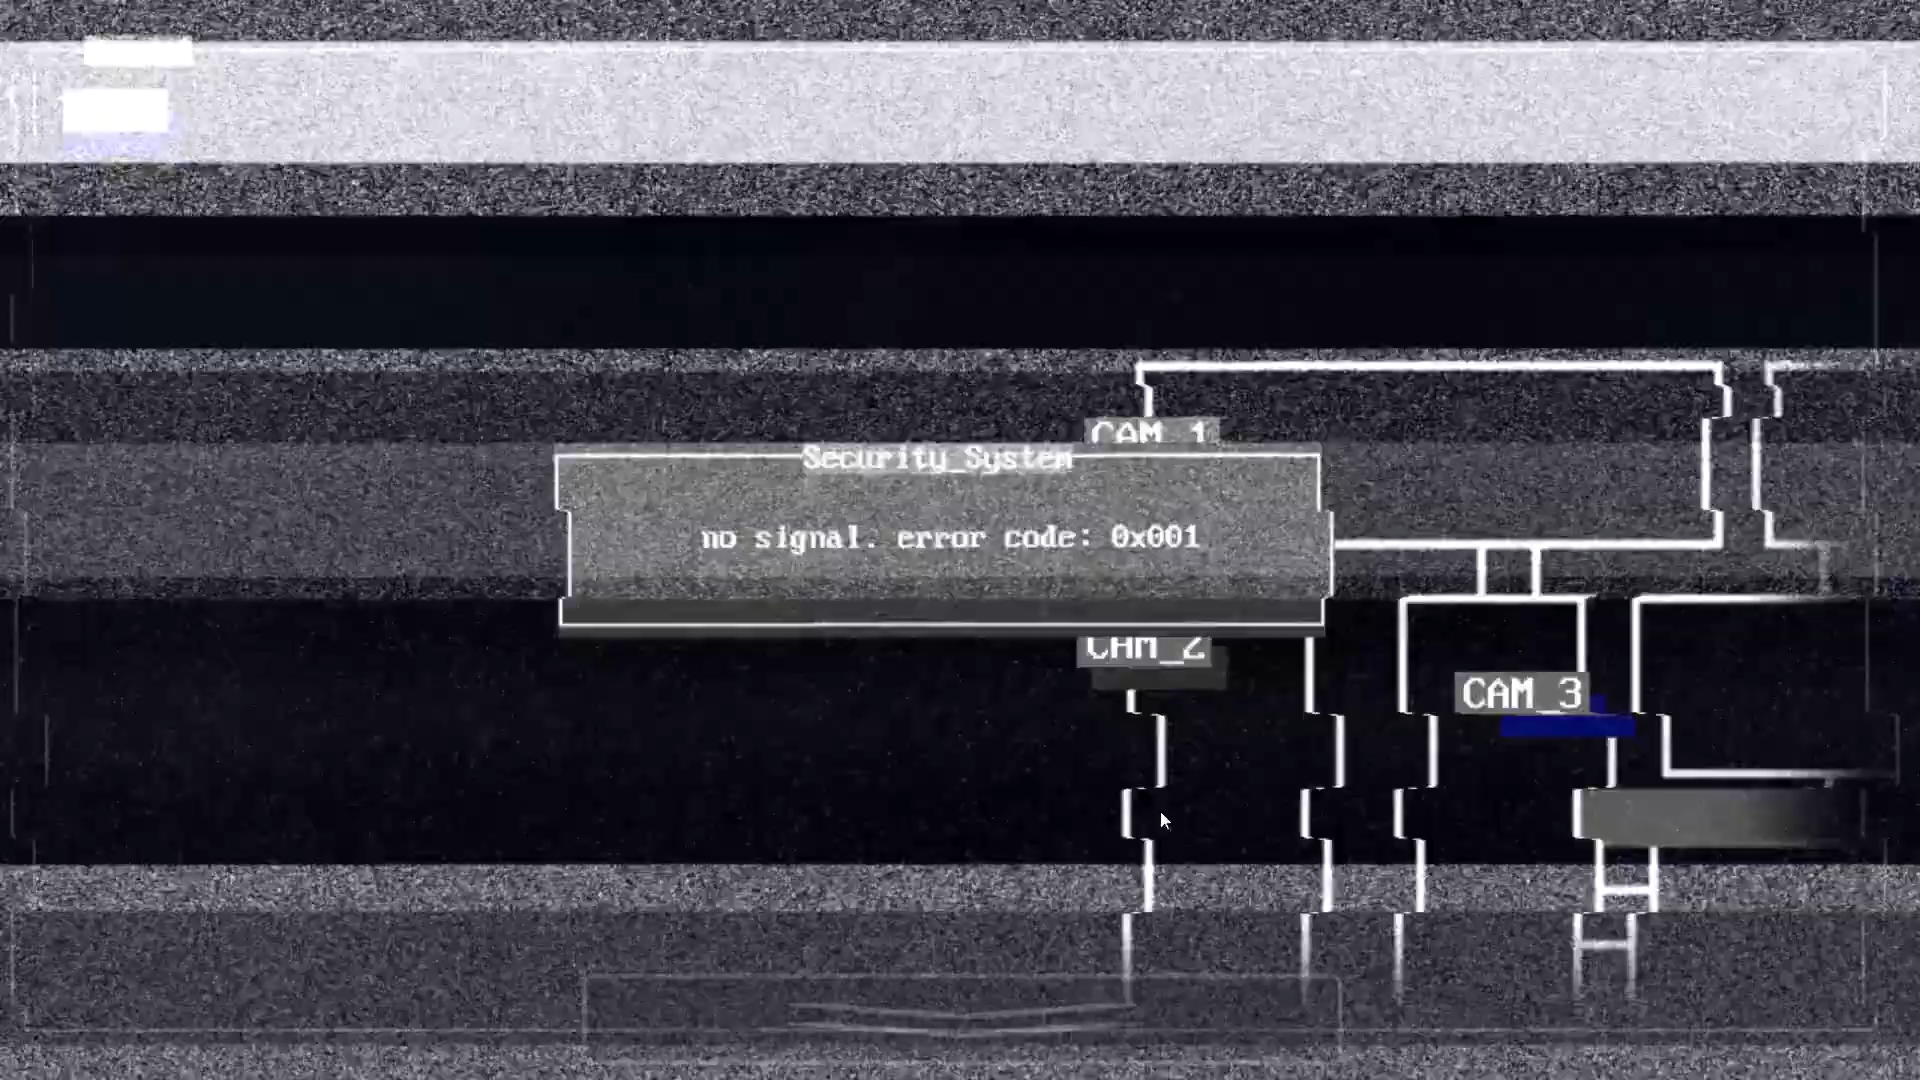 CAM_1
Security_System
no signal. error code: 0x001
CAM_2
CAM_3